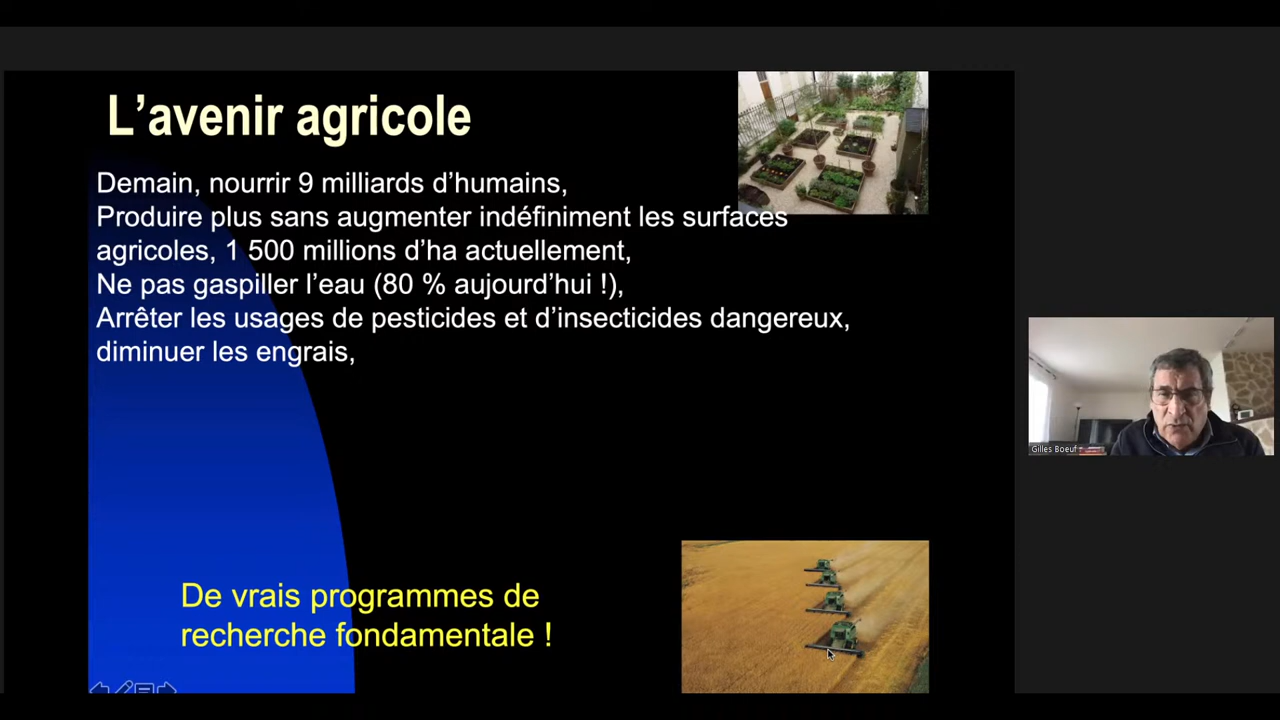 L’avenir agricole
Demain, nourrir 9 milliards d’humains,
Produire plus sans augmenter indéfiniment les surfaces
agricoles, 1 500 millions d’ha actuellement,
Ne pas gaspiller l’eau (80 % aujourd’hui !),
Arrêter les usages de pesticides et d’insecticides dangereux,
diminuer les engrais,
Gilles Boeuf
De vrais programmes de
recherche fondamentale !